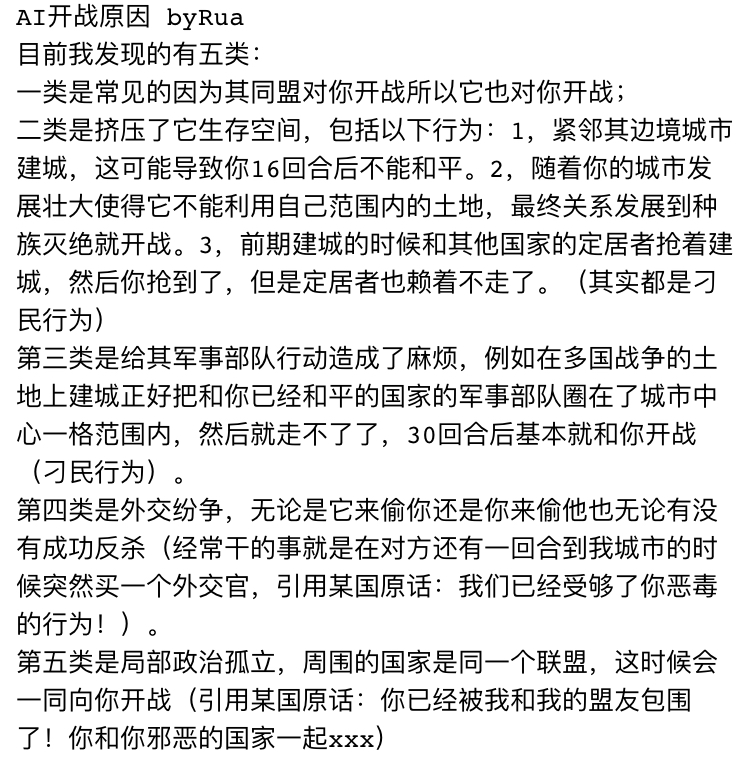 AI开战原因 byRua
目前我发现的有五类：
一类是常见的因为其同盟对你开战所以它也对你开战；
二类是挤压了它生存空间，包括以下行为：1，紧邻其边境城市
建城，这可能导致你16回合后不能和平。2，随着你的城市发
展壮大使得它不能利用自己范围内的土地，最终关系发展到种
族灭绝就开战。3，前期建城的时候和其他国家的定居者抢着建
城，然后你抢到了，但是定居者也赖着不走了。（其实都是刁
民行为）
第三类是给其军事部队行动造成了麻烦，例如在多国战争的土
地上建城正好把和你已经和平的国家的军事部队圈在了城市中
心一格范围内，然后就走不了了，30回合后基本就和你开战
（刁民行为）。
第四类是外交纷争，无论是它来偷你还是你来偷他也无论有没
有成功反杀（经常干的事就是在对方还有一回合到我城市的时
候突然买一个外交官，引用某国原话：我们已经受够了你恶毒
的行为！）。
第五类是局部政治孤立，周围的国家是同一个联盟，这时候会
一同向你开战（引用某国原话：你已经被我和我的盟友包围
了！你和你邪恶的国家一起xxx）